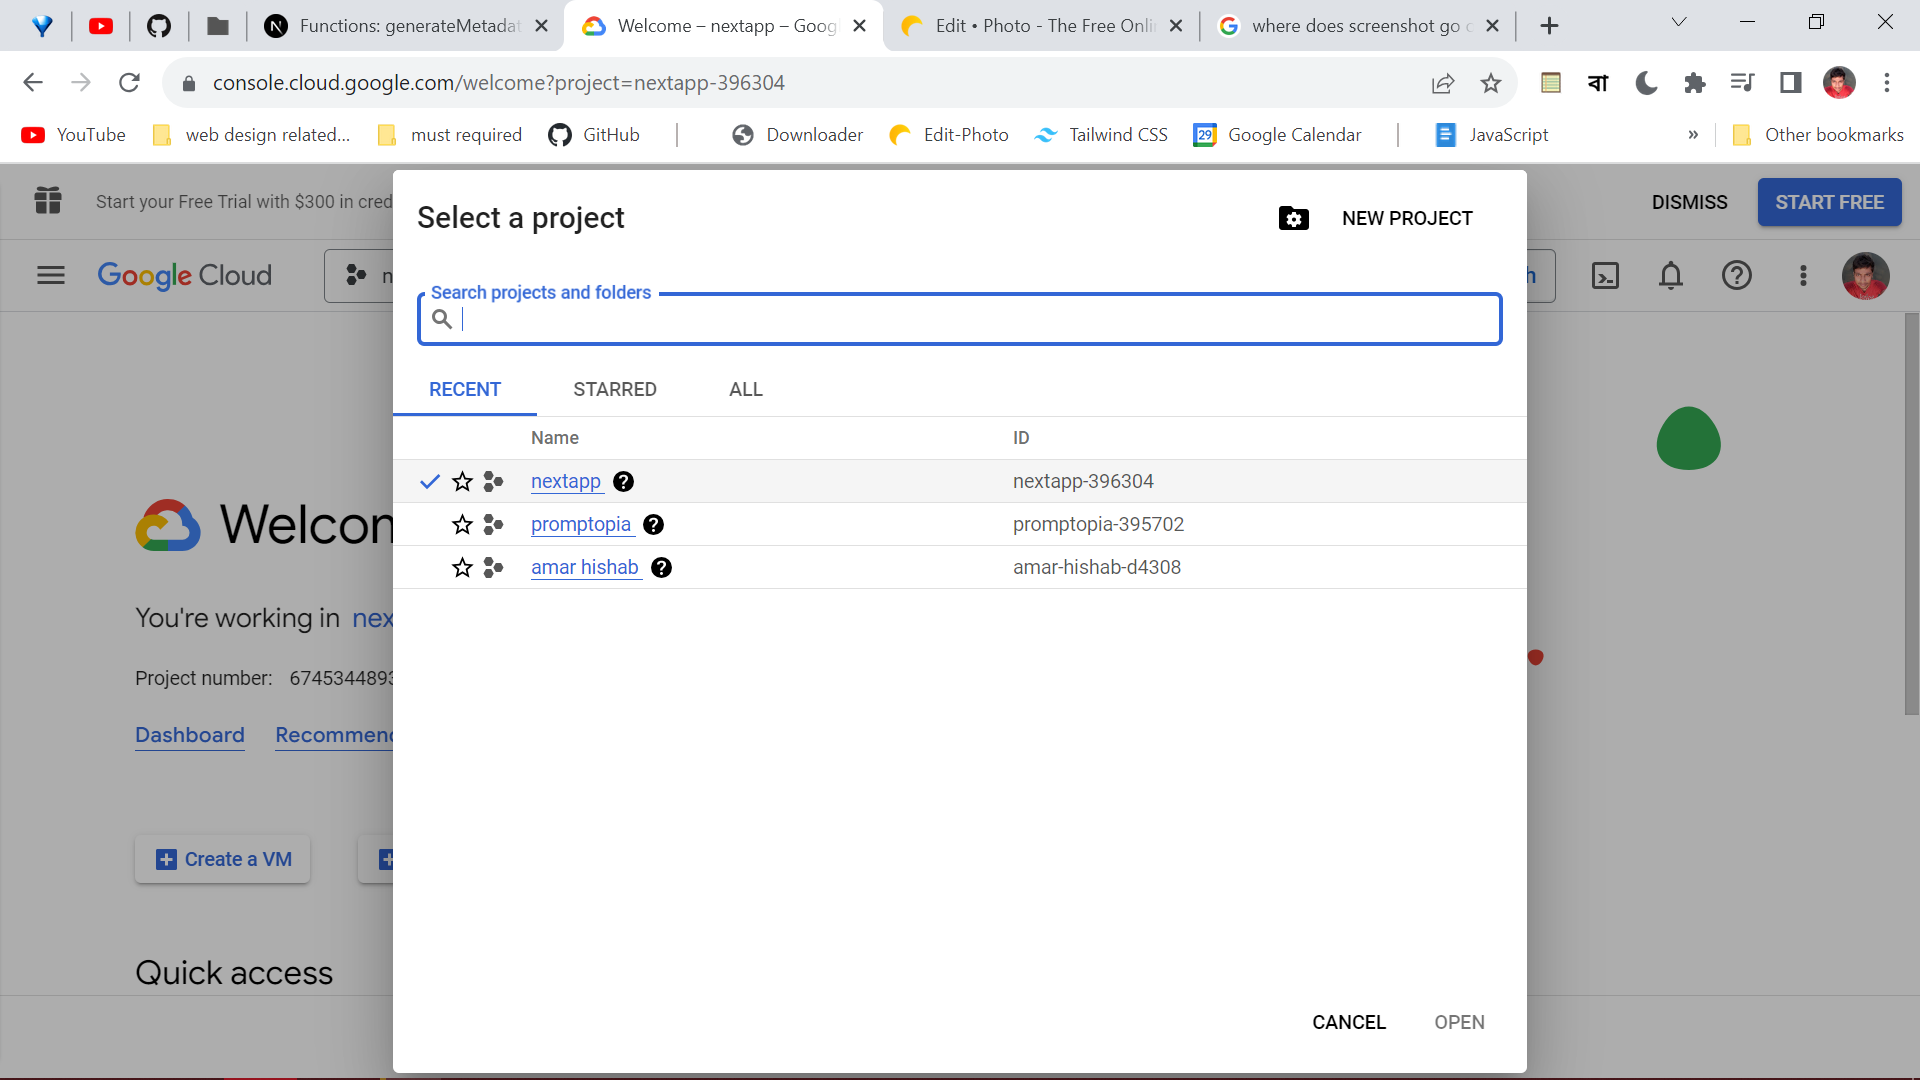 Functions: generateMetadat
Welcome – nextapp – Goog
Edit • Photo - The Free Onli
where does screenshot go
console.cloud.google.com/welcome?project=nextapp-396304
বা
YouTube
web design related...
must required
GitHub
Downloader
Edit-Photo
Tailwind CSS
29
Google Calendar
JavaScript
»
Other bookmarks
Start your Free Trial with $300 in cred
DISMISS
START FREE
Google Cloud
n
h
Select a project
NEW PROJECT
Search projects and folders
RECENT
STARRED
ALL
Name
ID
nextapp
nextapp-396304
promptopia
promptopia-395702
amar hishab
amar-hishab-d4308
Welcon
You're working in nex
Project number: 674534489
Dashboard
Recommen
Create a VM
Quick access
CANCEL
OPEN